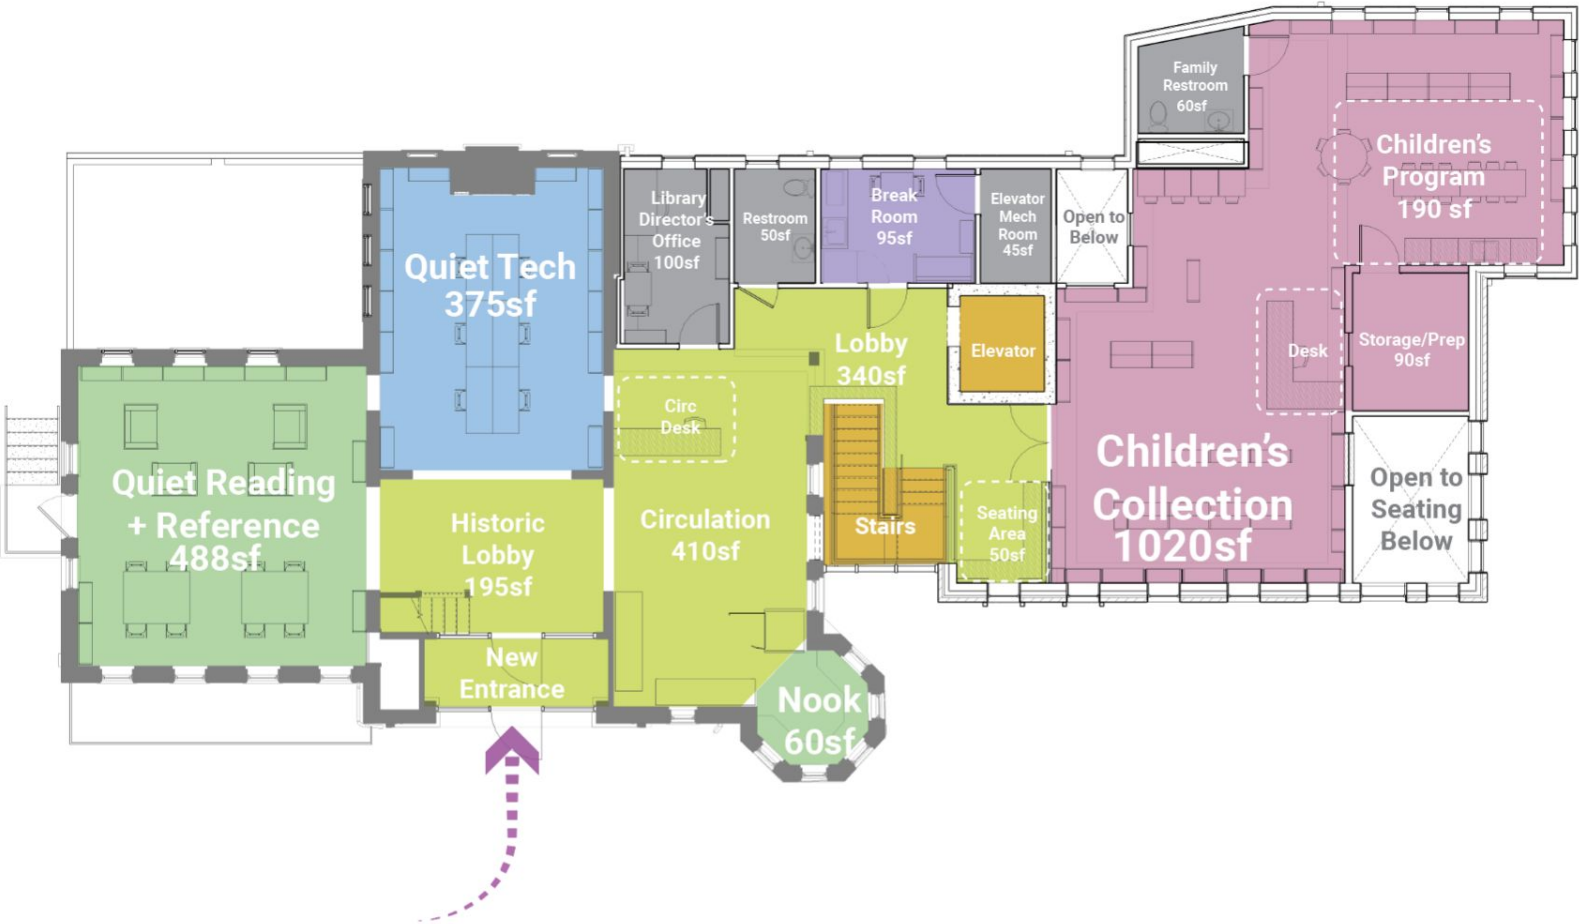 Family
Restroom
60sf
Children's
Program
190 sf
Library
Director's
Office
100sf
Restroom
50sf
Break
Room
95sf
Elevator
Mech
Room
45sf
Open to
Below
Quiet Tech
375sf
Lobby
340sf
Elevator
Desk
Storage/Prep
90sf
Circ
Desk
Quiet Reading
+ Reference
488sf
Historic
Lobby
195sf
Circulation
410sf
Stairs
Seating
Area
50sf
Children's
Collection
1020sf
Open to
Seating
Below
New
Entrance
Nook
60sf